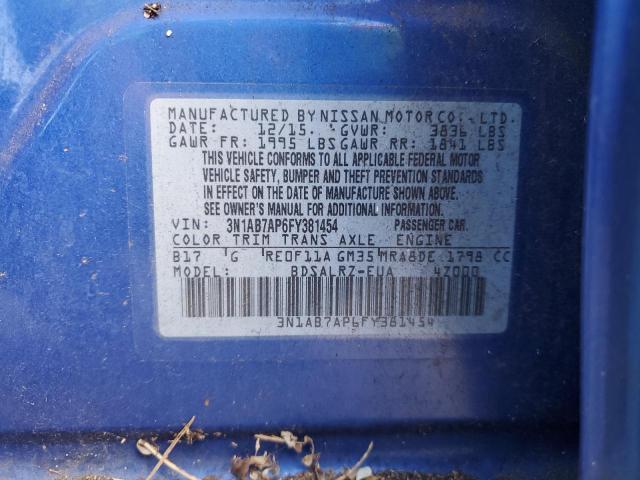 MANUFACTURED BY NISSAN MOTOR CO., LTD.
DATE: 12/15. GVWR: 3836 LBS
GAWR FR: 1995 LBS GAWR RR: 1841 LBS
THIS VEHICLE CONFORMS TO ALL APPLICABLE FEDERAL MOTOR
VEHICLE SAFETY, BUMPER AND THEFT PREVENTION STANDARDS
IN EFFECT ON THE DATE OF MANUFACTURE SHOWN ABOVE.
SEE OWNER'S MANUAL FOR ADDITIONAL INFORMATION.
VIN: 3N1AB7AP6FY381454 PASSENGER CAR.
COLOR TRIM TRANS AXLE ENGINE
B17 G RE0F11A GM35 MRA8DE 1798 CC
MODEL: BDSALRZ-EUA 4Z000
3N1AB7AP6FY381454